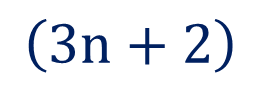 (3n + 2)